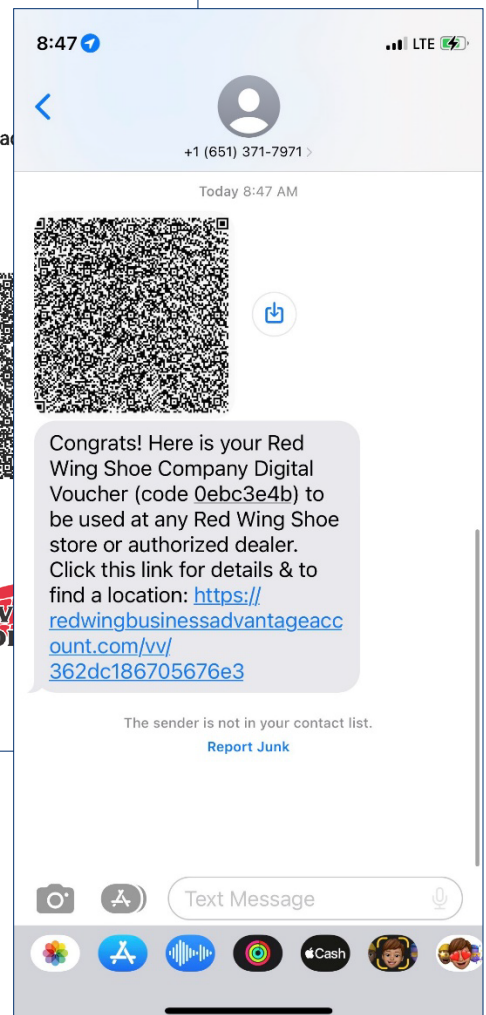 8:47
LTE
+1 (651) 371-7971
Today 8:47 AM
Congrats! Here is your Red
Wing Shoe Company Digital
Voucher (code 0ebc3e4b) to
be used at any Red Wing Shoe
store or authorized dealer.
Click this link for details & to
find a location: https://
redwingbusinessadvantageacc
ount.com/vv/
362dc186705676e3
The sender is not in your contact list.
Report Junk
Text Message
Cash